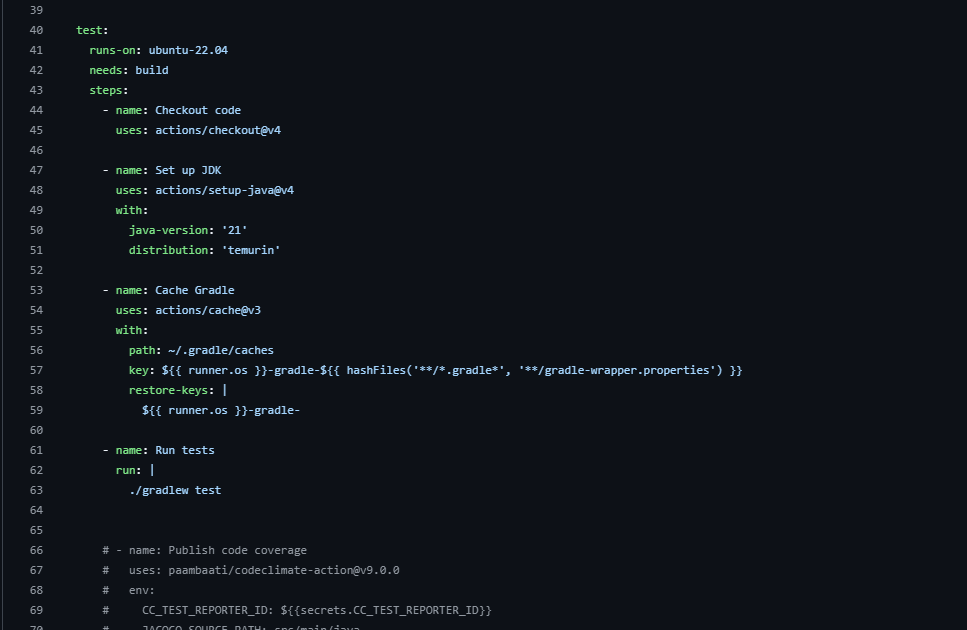 39
40 test:
41 runs-on: ubuntu-22.04
42 needs: build
43 steps:
44 - name: Checkout code
45 uses: actions/checkout@v4
46
47 - name: Set up JDK
48 uses: actions/setup-java@v4
49 with:
50 java-version: '21'
51 distribution: 'temurin'
52
53 - name: Cache Gradle
54 uses: actions/cache@v3
55 with:
56 path: ~/.gradle/caches
57 key: ${{ runner.os }}-gradle-${{ hashFiles('**/*.gradle*', '**/gradle-wrapper.properties') }}
58 restore-keys: |
59 ${{ runner.os }}-gradle-
60
61 - name: Run tests
62 run: |
63 ./gradlew test
64
65
66 # - name: Publish code coverage
67 # uses: paambaati/codeclimate-action@v9.0.0
68 # env:
69 # CC_TEST_REPORTER_ID: ${{secrets.CC_TEST_REPORTER_ID}}
70 # JACOCO_SOURCE_PATH: src/main/java